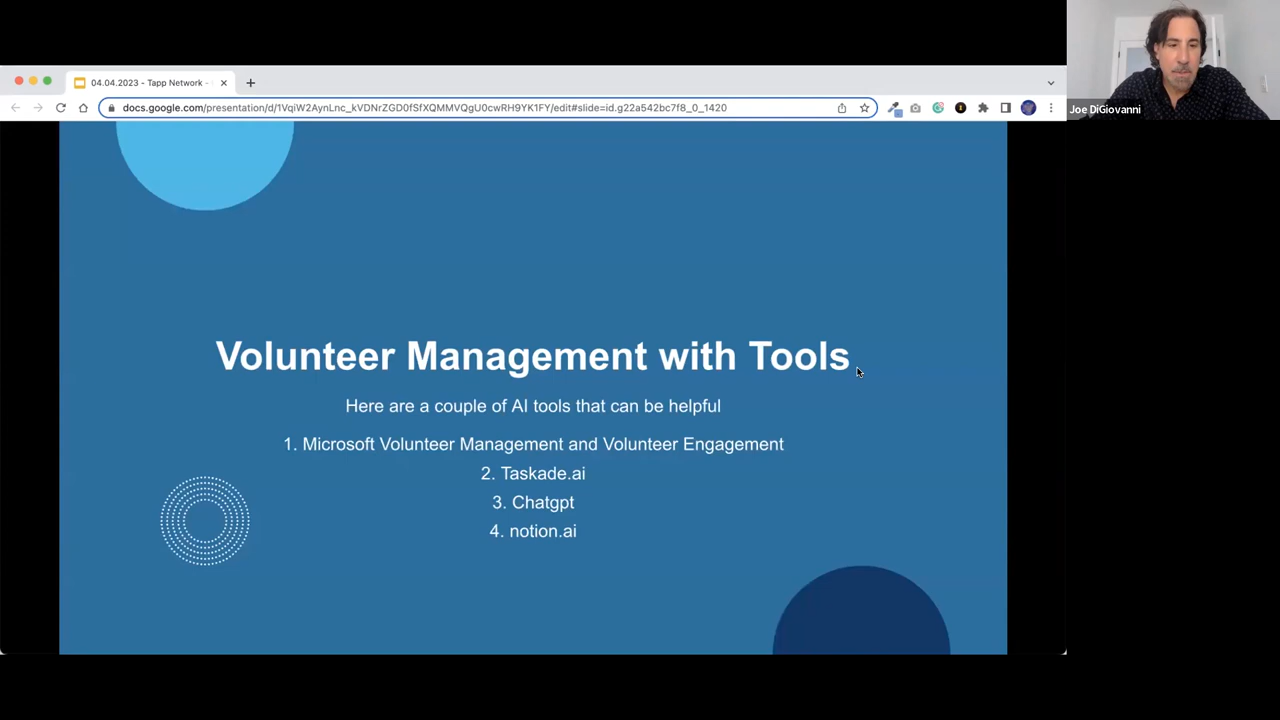 04.04.2023 - Tapp Network -
docs.google.com/presentation/d/1VqiW2AynLnc_kVDNrZGD0fSfXQMMVQgU0cwRH9YK1FY/edit#slide=id.g22a542bc7f8_0_1420
Joe DiGiovanni
Volunteer Management with Tools
Here are a couple of AI tools that can be helpful
1. Microsoft Volunteer Management and Volunteer Engagement
2. Taskade.ai
3. Chatgpt
4. notion.ai